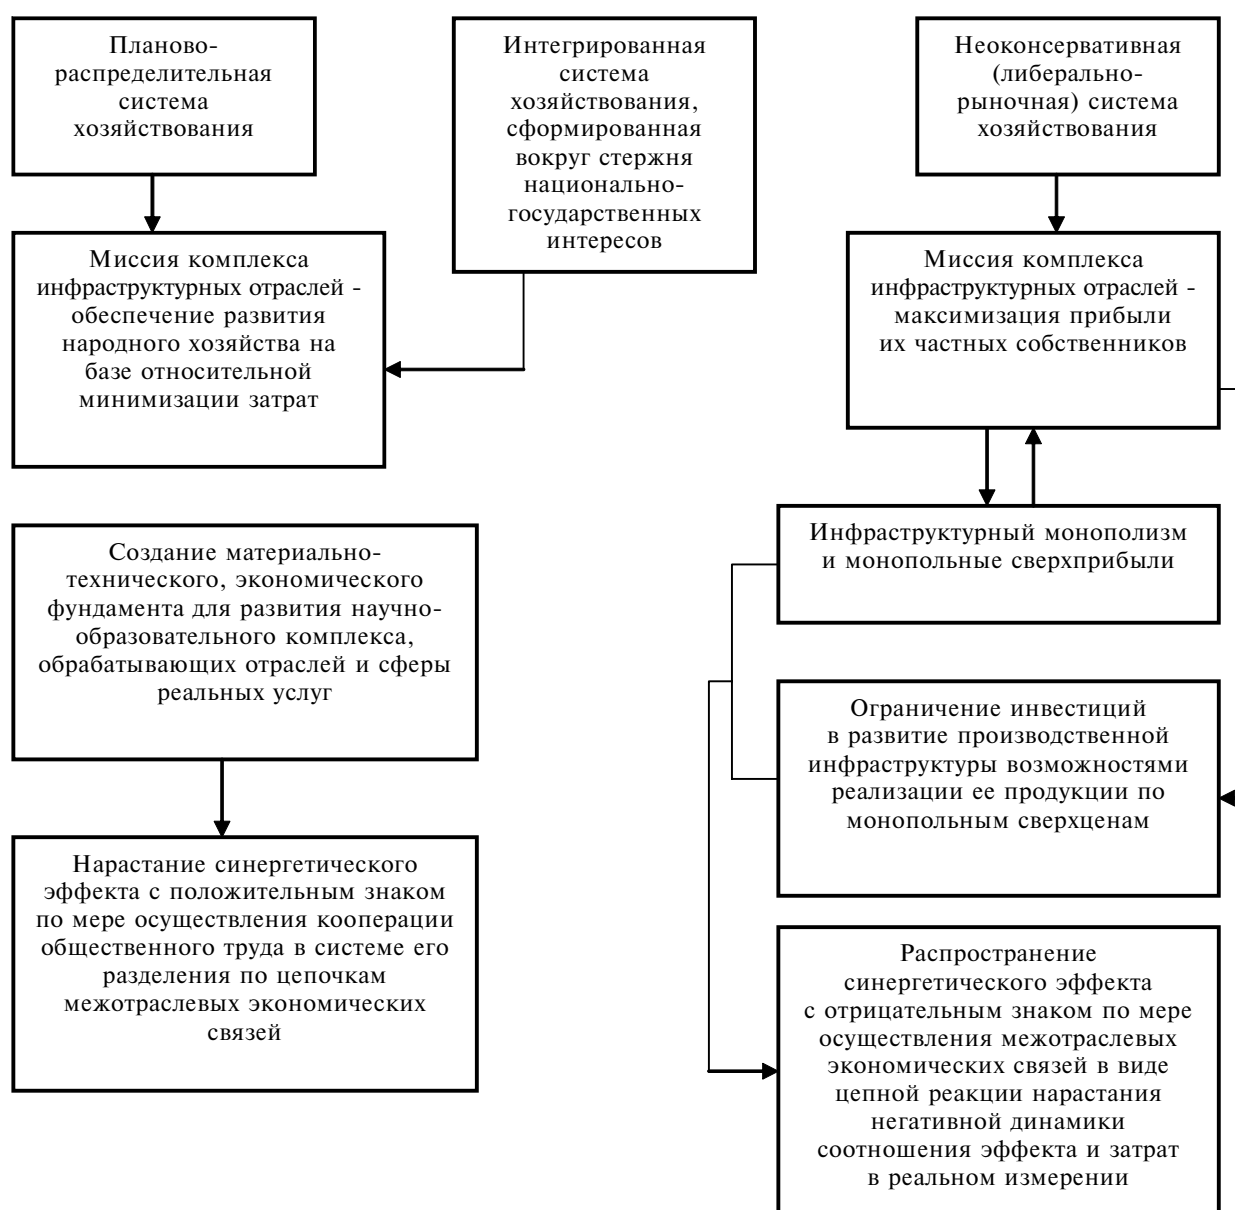 Планово-
распределительная
система
хозяйствования
Интегрированная
система
хозяйствования,
сформированная
вокруг стержня
национально-
государственных
интересов
Неоконсервативная
(либерально-
рыночная) система
хозяйствования
Миссия комплекса
инфраструктурных отраслей -
обеспечение развития
народного хозяйства на
базе относительной
минимизации затрат
Миссия комплекса
инфраструктурных отраслей -
максимизация прибыли
их частных собственников
Создание материально-
технического, экономического
фундамента для развития научно-
образовательного комплекса,
обрабатывающих отраслей и сферы
реальных услуг
Инфраструктурный монополизм
и монопольные сверхприбыли
Ограничение инвестиций
в развитие производственной
инфраструктуры возможностями
реализации ее продукции по
монопольным сверхценам
Нарастание синергетического
эффекта с положительным знаком
по мере осуществления кооперации
общественного труда в системе его
разделения по цепочкам
межотраслевых экономических
связей
Распространение
синергетического эффекта
с отрицательным знаком по мере
осуществления межотраслевых
экономических связей в виде
цепной реакции нарастания
негативной динамики
соотношения эффекта и затрат
в реальном измерении